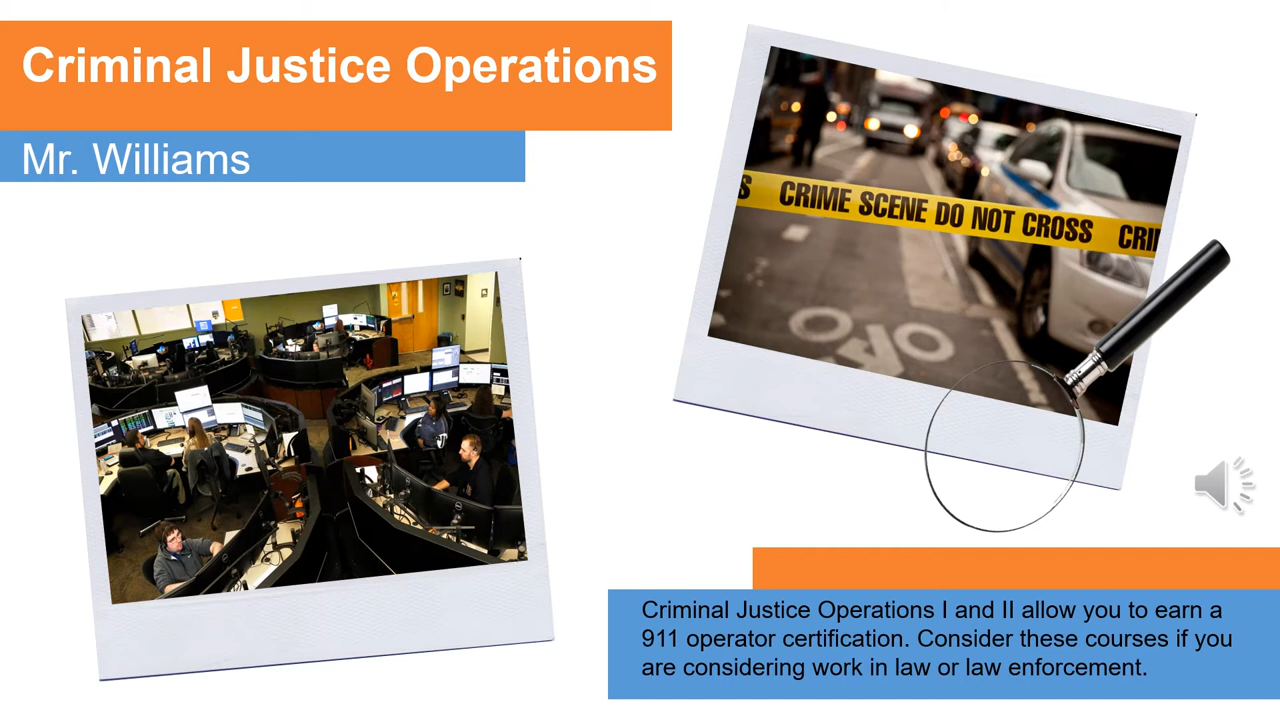 Criminal Justice Operations
Mr. Williams
S CRIME SCENE DO NOT CROSS CRI
Criminal Justice Operations I and II allow you to earn a
911 operator certification. Consider these courses if you
are considering work in law or law enforcement.